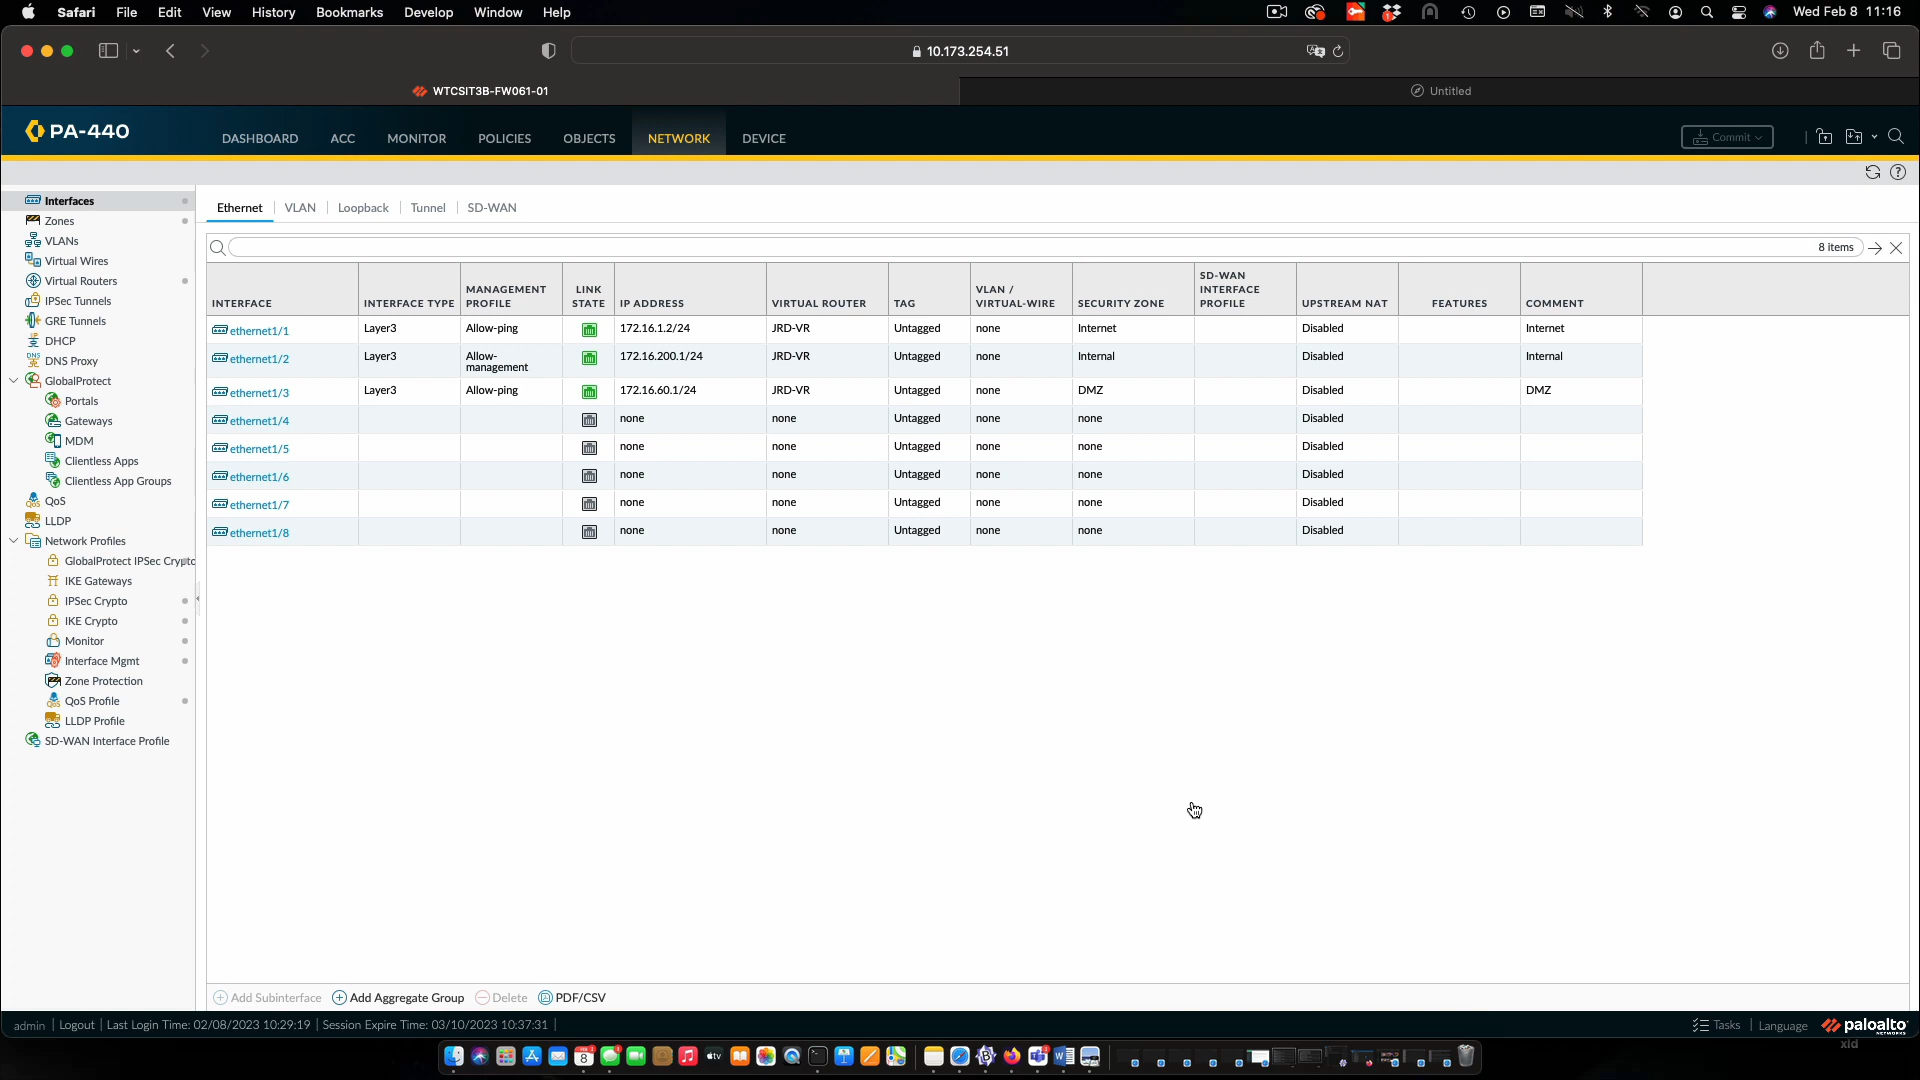 Safari File Edit View History Bookmarks Develop Window Help Wed Feb 8 11:16
10.173.254.51
WTCSIT3B-FW061-01 Untitled
PA-440 DASHBOARD ACC MONITOR POLICIES OBJECTS NETWORK DEVICE Commit
Interfaces
Zones
VLANs
Virtual Wires
Virtual Routers
IPSec Tunnels
GRE Tunnels
DHCP
DNS Proxy
GlobalProtect
Portals
Gateways
MDM
Clientless Apps
Clientless App Groups
QoS
LLDP
Network Profiles
GlobalProtect IPSec Crypto
IKE Gateways
IPSec Crypto
IKE Crypto
Monitor
Interface Mgmt
Zone Protection
QoS Profile
LLDP Profile
SD-WAN Interface Profile
Ethernet VLAN Loopback Tunnel SD-WAN
8 items
INTERFACE INTERFACE TYPE MANAGEMENT PROFILE LINK STATE IP ADDRESS VIRTUAL ROUTER TAG VLAN / VIRTUAL-WIRE SECURITY ZONE SD-WAN INTERFACE PROFILE UPSTREAM NAT FEATURES COMMENT
ethernet1/1 Layer3 Allow-ping 172.16.1.2/24 JRD-VR Untagged none Internet Disabled Internet
ethernet1/2 Layer3 Allow-management 172.16.200.1/24 JRD-VR Untagged none Internal Disabled Internal
ethernet1/3 Layer3 Allow-ping 172.16.60.1/24 JRD-VR Untagged none DMZ Disabled DMZ
ethernet1/4 none none Untagged none none Disabled
ethernet1/5 none none Untagged none none Disabled
ethernet1/6 none none Untagged none none Disabled
ethernet1/7 none none Untagged none none Disabled
ethernet1/8 none none Untagged none none Disabled
Add Subinterface Add Aggregate Group Delete PDF/CSV
admin Logout Last Login Time: 02/08/2023 10:29:19 Session Expire Time: 03/10/2023 10:37:31 Tasks Language paloalto NETWORKS